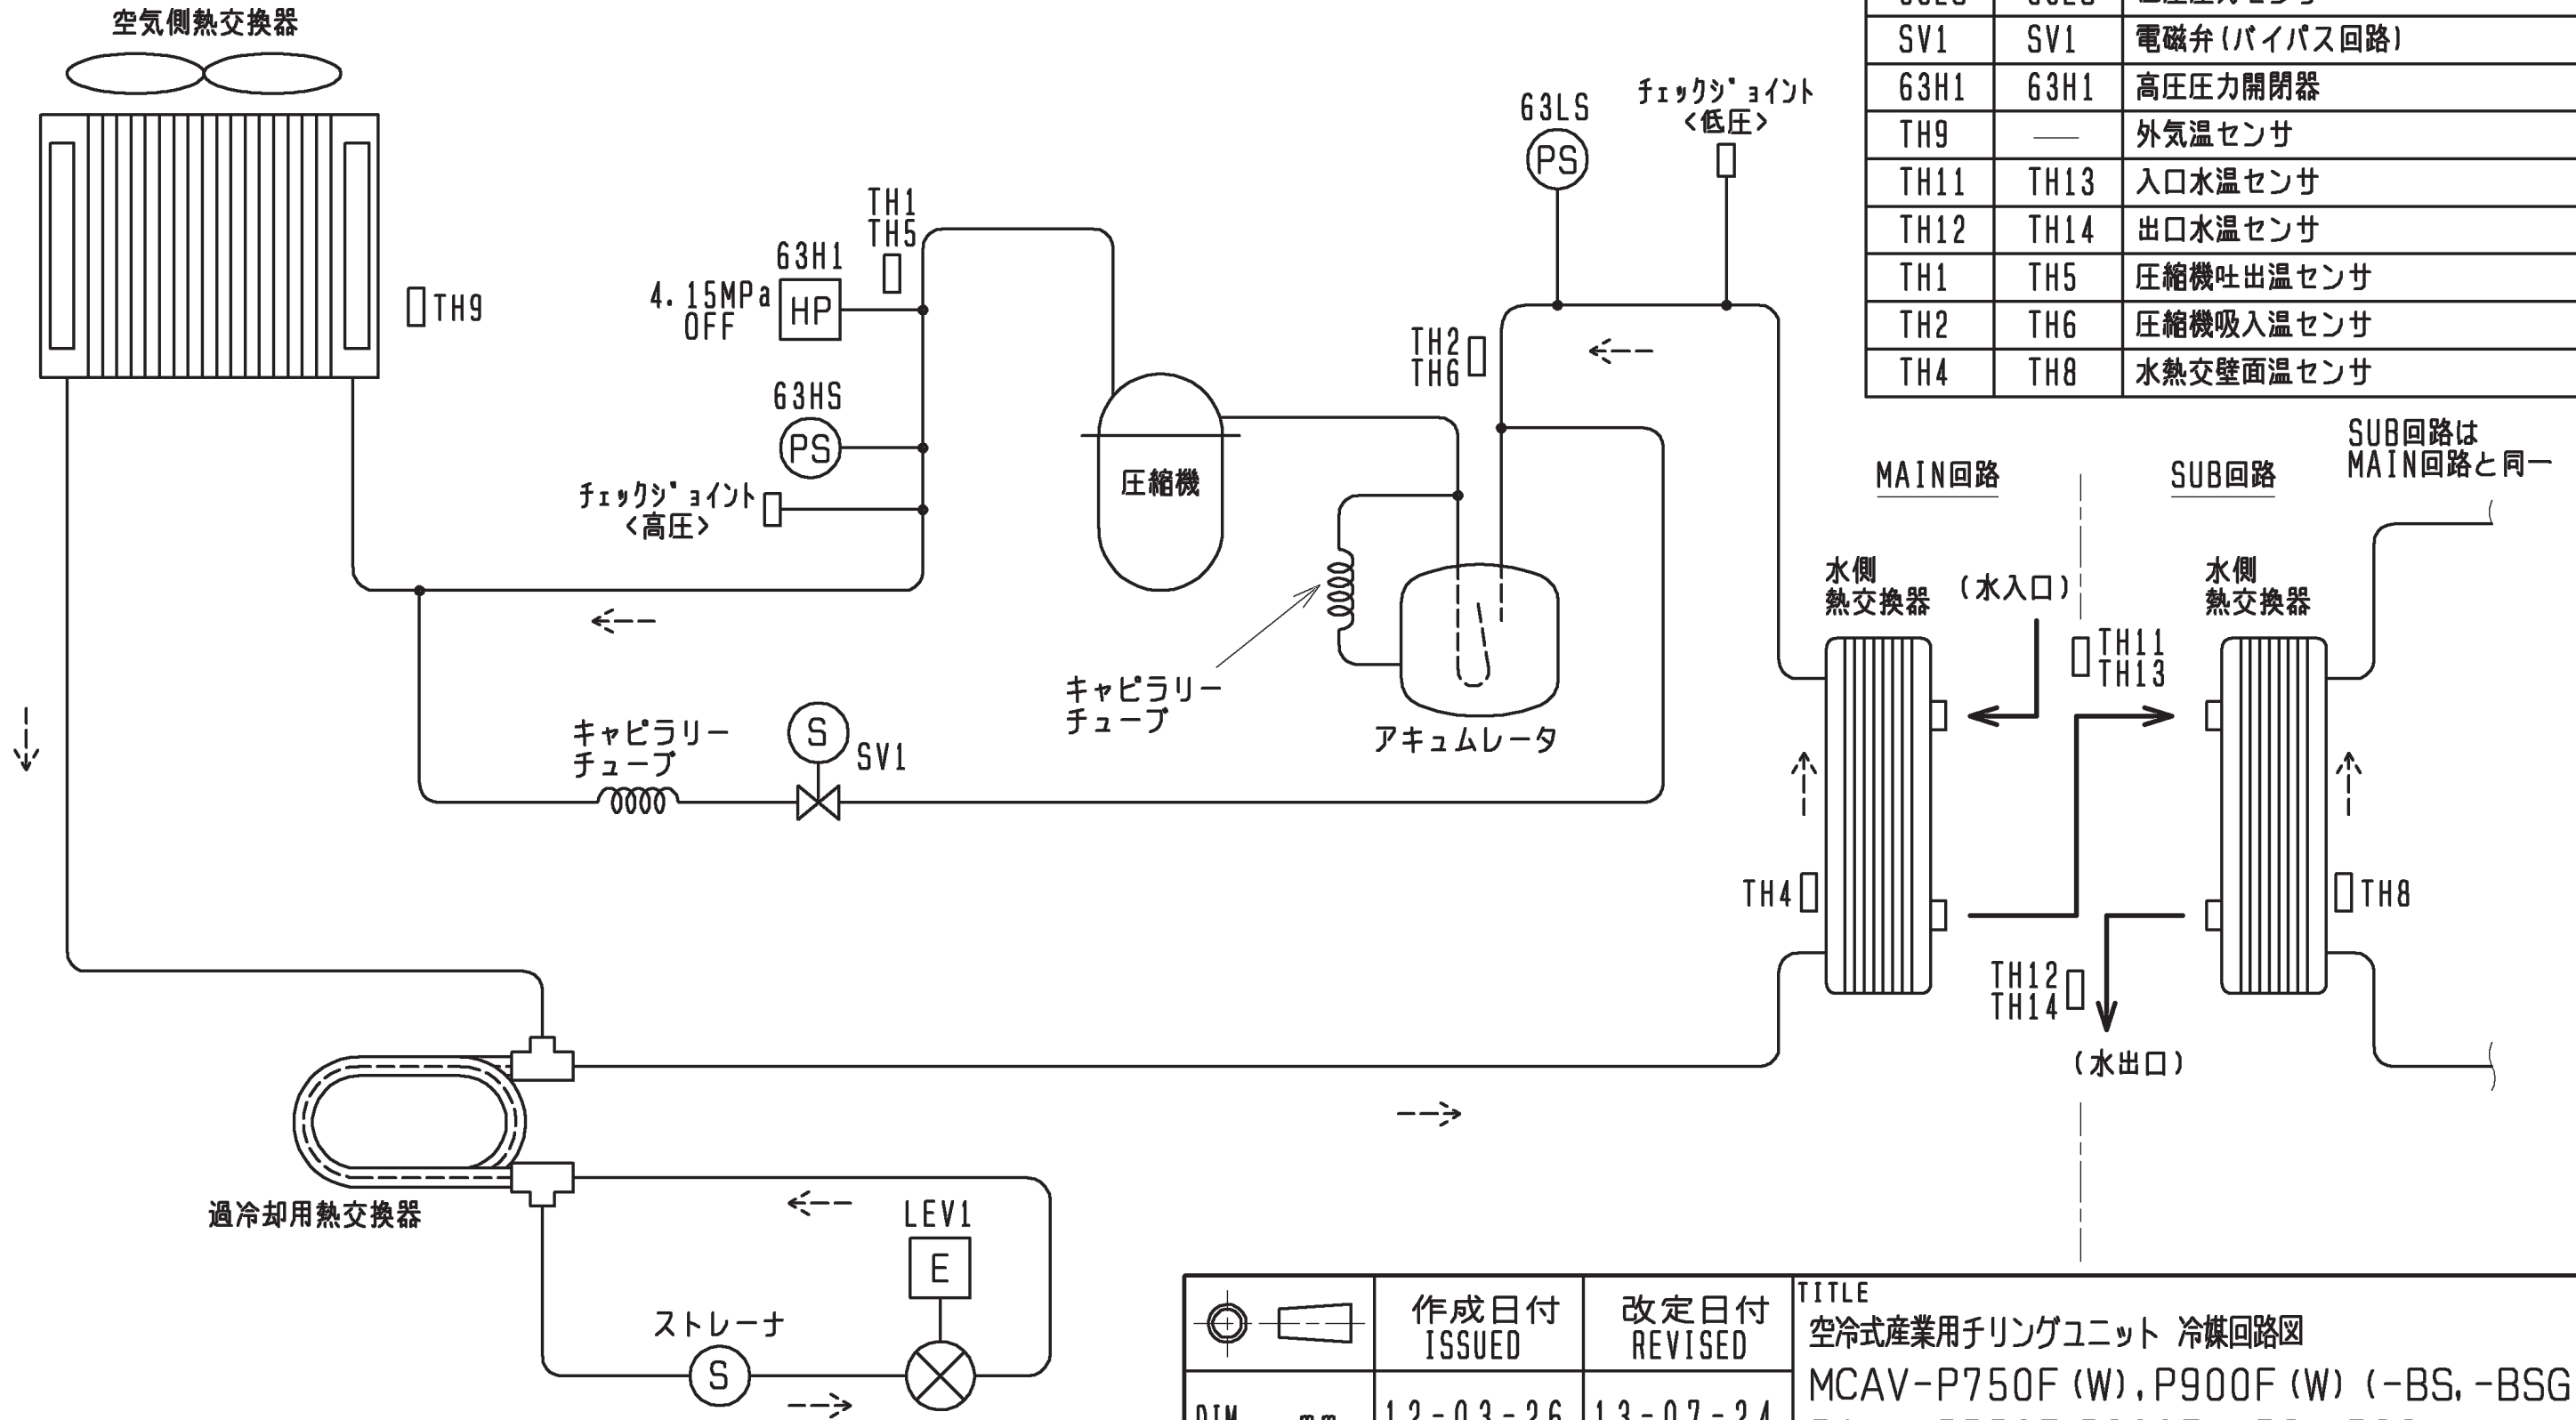 空気側熱交換器
TH9
4.15MPa
OFF
63H1
HP
TH1
TH5
63HS
PS
チェックジョイント
<高圧>
圧縮機
63LS
PS
チェックジョイント
<低圧>
TH2
TH6
キャピラリー
チューブ
アキュムレータ
キャピラリー
チューブ
S
SV1
過冷却用熱交換器
ストレーナ
S
LEV1
E
SV1 SV1 電磁弁(バイパス回路)
63H1 63H1 高圧圧力開閉器
TH9 — 外気温センサ
TH11 TH13 入口水温センサ
TH12 TH14 出口水温センサ
TH1 TH5 圧縮機吐出温センサ
TH2 TH6 圧縮機吸入温センサ
TH4 TH8 水熱交壁面温センサ
MAIN回路
SUB回路
SUB回路は
MAIN回路と同一
水側
熱交換器
(水入口)
水側
熱交換器
TH11
TH13
TH4
TH8
TH12
TH14
(水出口)
作成日付
ISSUED
改定日付
REVISED
TITLE
空冷式産業用チリングユニット 冷媒回路図
MCAV-P750F(W),P900F(W)(-BS,-BSG
DIM. mm 12-03-26 13-07-24